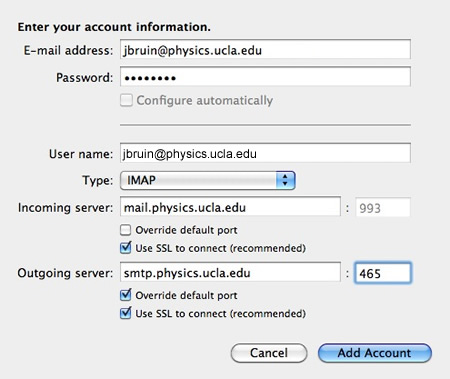 Enter your account information.
E-mail address: jbruin@physics.ucla.edu
Password: ••••••••
Configure automatically
User name: jbruin@physics.ucla.edu
Type: IMAP
Incoming server: mail.physics.ucla.edu : 993
Override default port
Use SSL to connect (recommended)
Outgoing server: smtp.physics.ucla.edu : 465
Override default port
Use SSL to connect (recommended)
Cancel Add Account